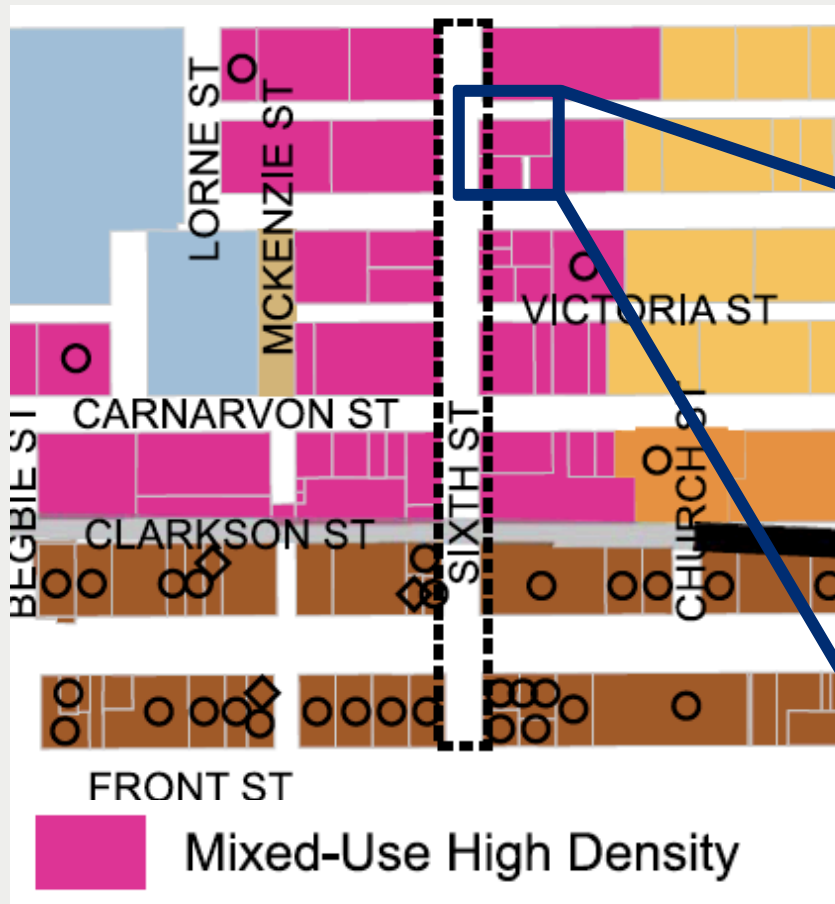 LORNE ST
MCKENZIE ST
VICTORIA ST
CARNARVON ST
SIXTH ST
CHURCH ST
BEGBIE ST
CLARKSON ST
FRONT ST
Mixed-Use High Density